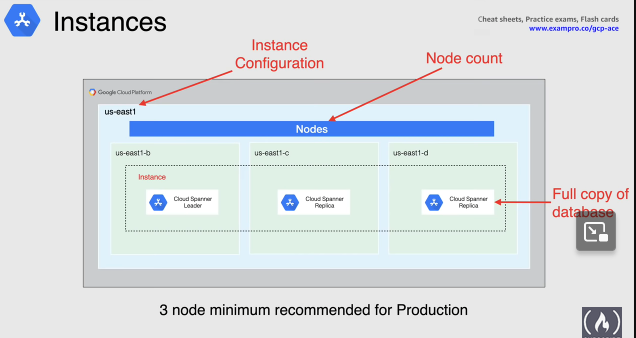 Instances
Cheat sheets, Practice exams, Flash cards
www.exampro.co/gcp-ace
Instance
Configuration
Node count
Google Cloud Platform
us-east1
Nodes
us-east1-b
us-east1-c
us-east1-d
Instance
Cloud Spanner
Leader
Cloud Spanner
Replica
Cloud Spanner
Replica
Full copy of
database
3 node minimum recommended for Production